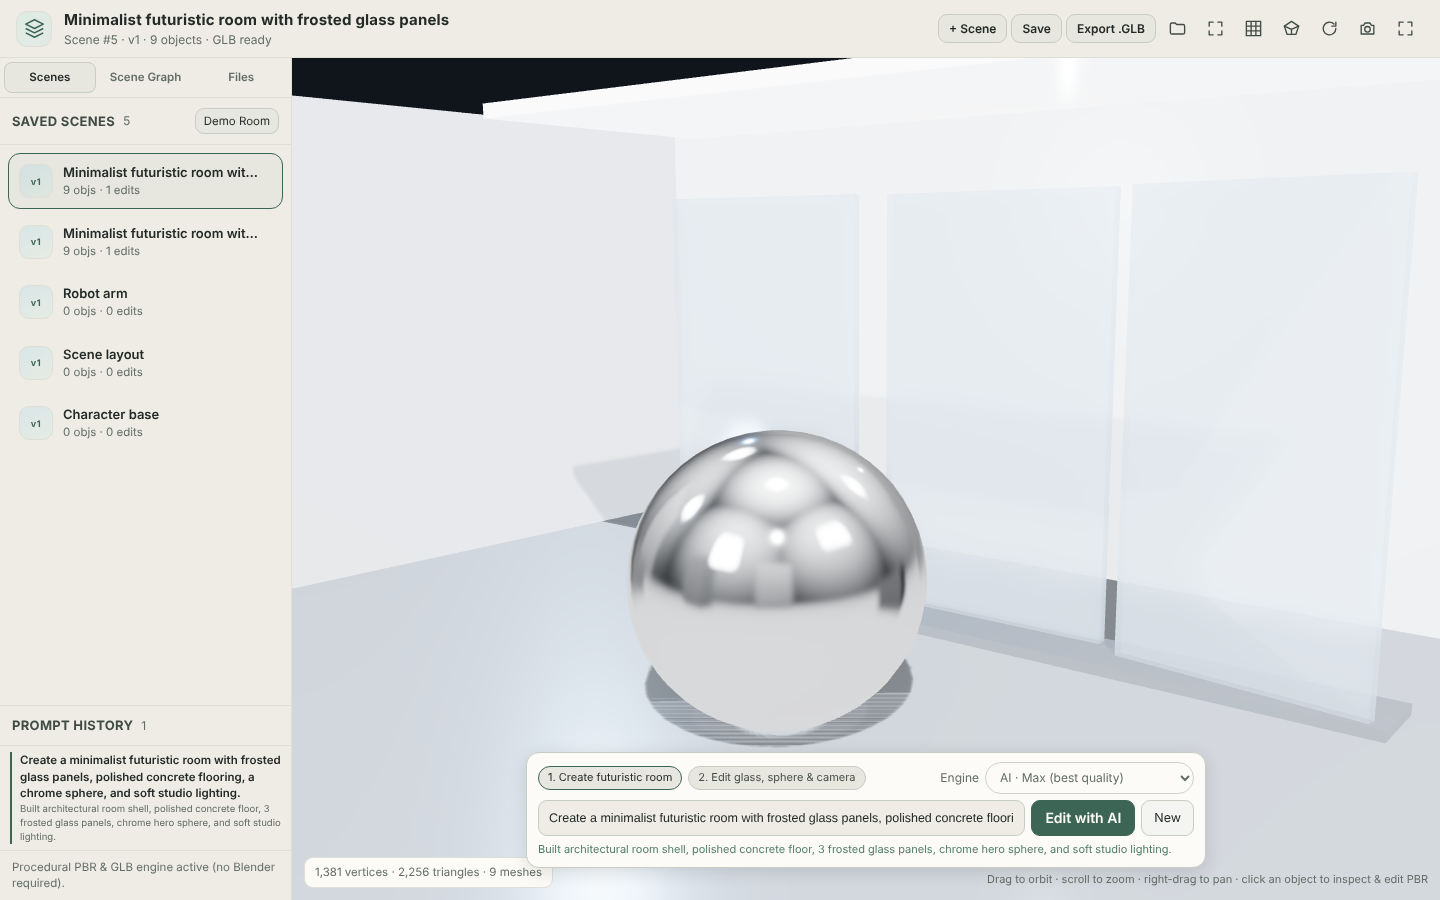 Minimalist futuristic room with frosted glass panels
Scene #5 · v1 · 9 objects · GLB ready
+ Scene
Save
Export .GLB
Scenes
Scene Graph
Files
SAVED SCENES 5
Demo Room
v1
Minimalist futuristic room wit...
9 objs · 1 edits
v1
Minimalist futuristic room wit...
9 objs · 1 edits
v1
Robot arm
0 objs · 0 edits
v1
Scene layout
0 objs · 0 edits
v1
Character base
0 objs · 0 edits
PROMPT HISTORY 1
Create a minimalist futuristic room with frosted
glass panels, polished concrete flooring, a
chrome sphere, and soft studio lighting.
Built architectural room shell, polished concrete floor, 3
frosted glass panels, chrome hero sphere, and soft studio
lighting.
Procedural PBR & GLB engine active (no Blender
required).
1. Create futuristic room
2. Edit glass, sphere & camera
Engine
AI · Max (best quality)
Create a minimalist futuristic room with frosted glass panels, polished concrete floori
Edit with AI
New
Built architectural room shell, polished concrete floor, 3 frosted glass panels, chrome hero sphere, and soft studio lighting.
1,381 vertices · 2,256 triangles · 9 meshes
Drag to orbit · scroll to zoom · right-drag to pan · click an object to inspect & edit PBR